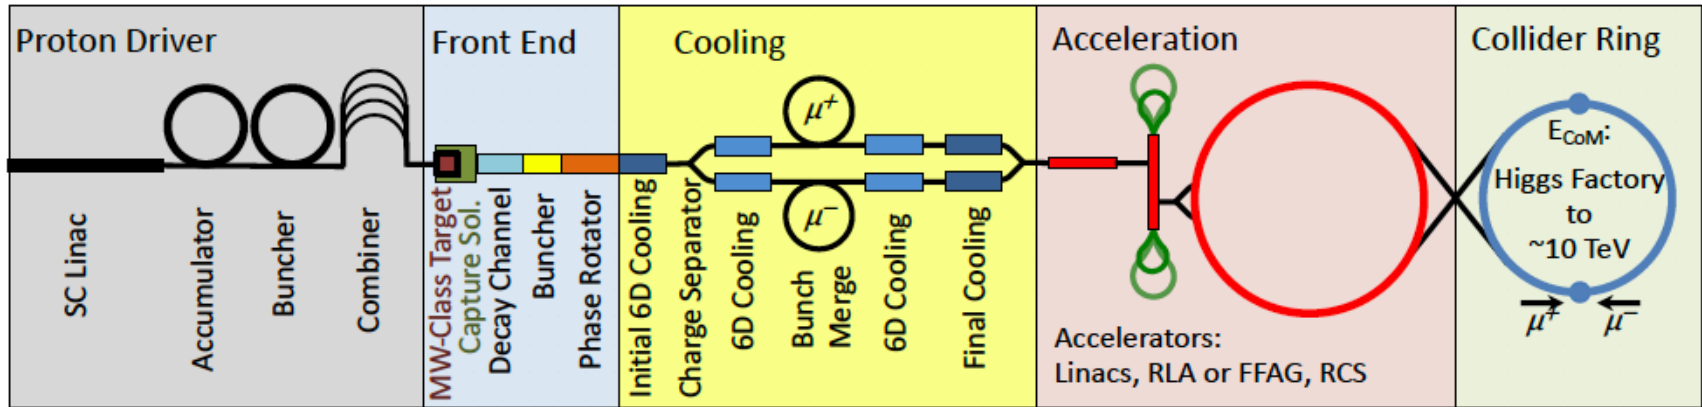 Proton Driver
SC Linac
Accumulator
Buncher
Combiner
Front End
MW-Class Target
Capture Sol.
Decay Channel
Buncher
Phase Rotator
Cooling
μ+
μ−
Initial 6D Cooling
Charge Separator
6D Cooling
Bunch
Merge
6D Cooling
Final Cooling
Acceleration
Accelerators:
Linacs, RLA or FFAG, RCS
Collider Ring
ECoM:
Higgs Factory
to
~10 TeV
μ+ μ−